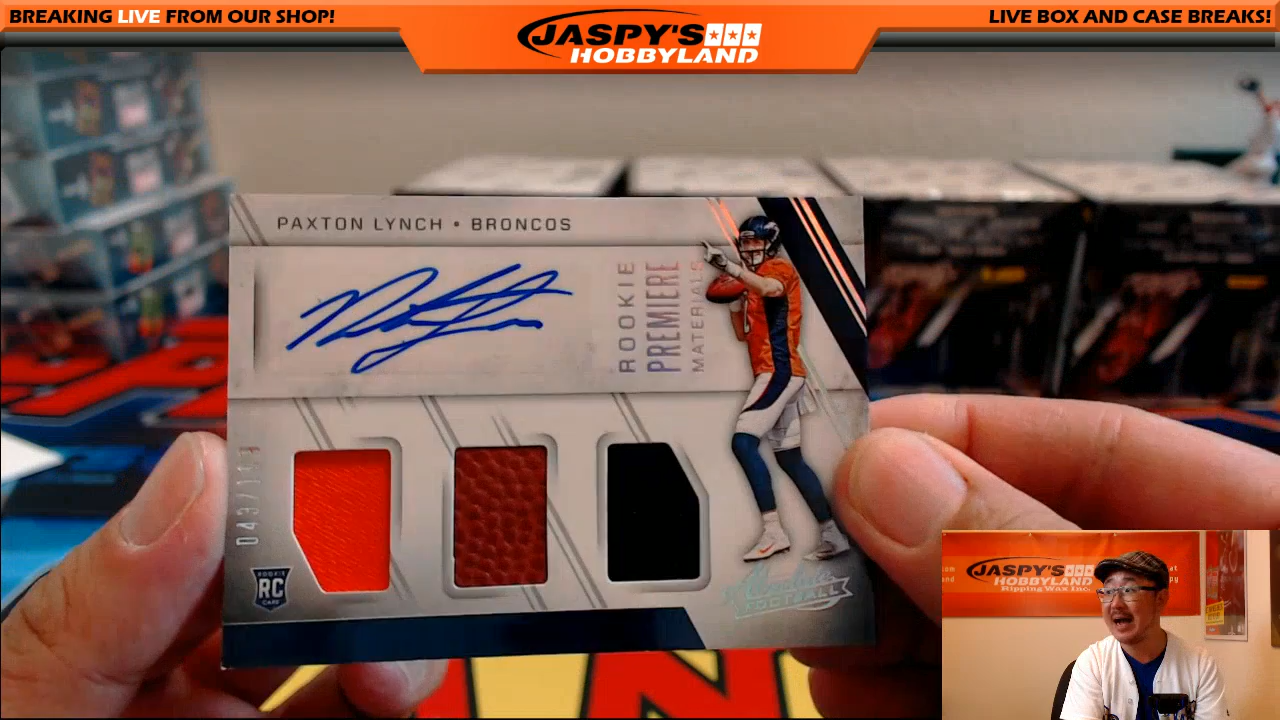 BREAKING LIVE FROM OUR SHOP!
JASPY'S
HOBBYLAND
LIVE BOX AND CASE BREAKS!
PAXTON LYNCH • BRONCOS
ROOKIE
PREMIERE
MATERIALS
ROOKIE
RC
CARD
Absolute
FOOTBALL
JASPY'S
HOBBYLAND
Ripping Wax Inc.